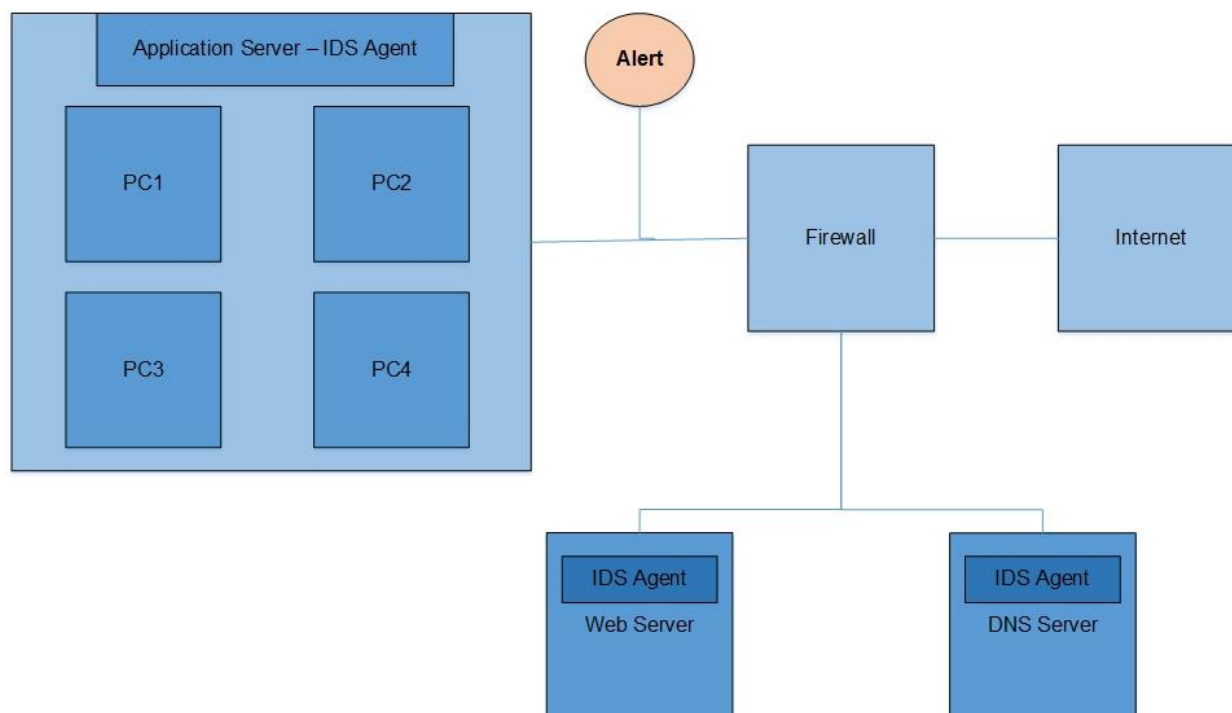 Application Server – IDS Agent
Alert
PC1
PC2
Firewall
Internet
PC3
PC4
IDS Agent
Web Server
IDS Agent
DNS Server